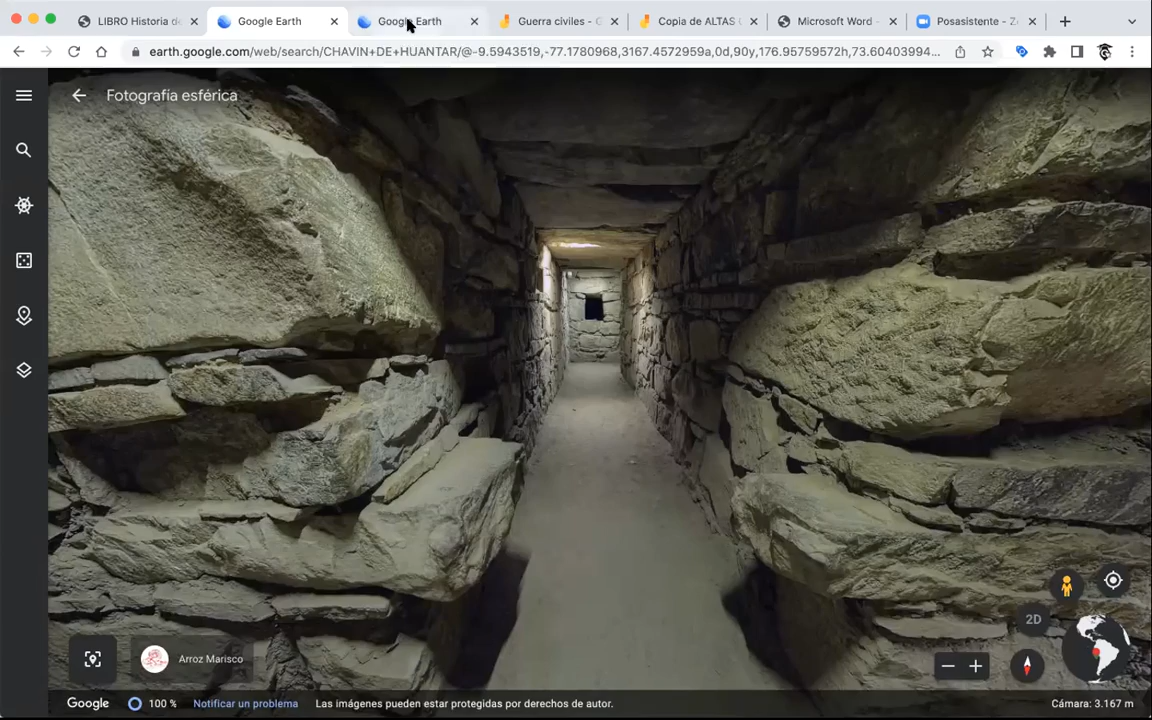 LIBRO Historia de
Google Earth
Google Earth
Guerra civiles - G
Copia de ALTAS
Microsoft Word -
Posasistente - Z
earth.google.com/web/search/CHAVIN+DE+HUANTAR/@-9.5943519,-77.1780968,3167.4572959a,0d,90y,176.95759572h,73.60403994...
Fotografía esférica
2D
Arroz Marisco
Google
100 %
Notificar un problema
Las imágenes pueden estar protegidas por derechos de autor.
Cámara: 3.167 m